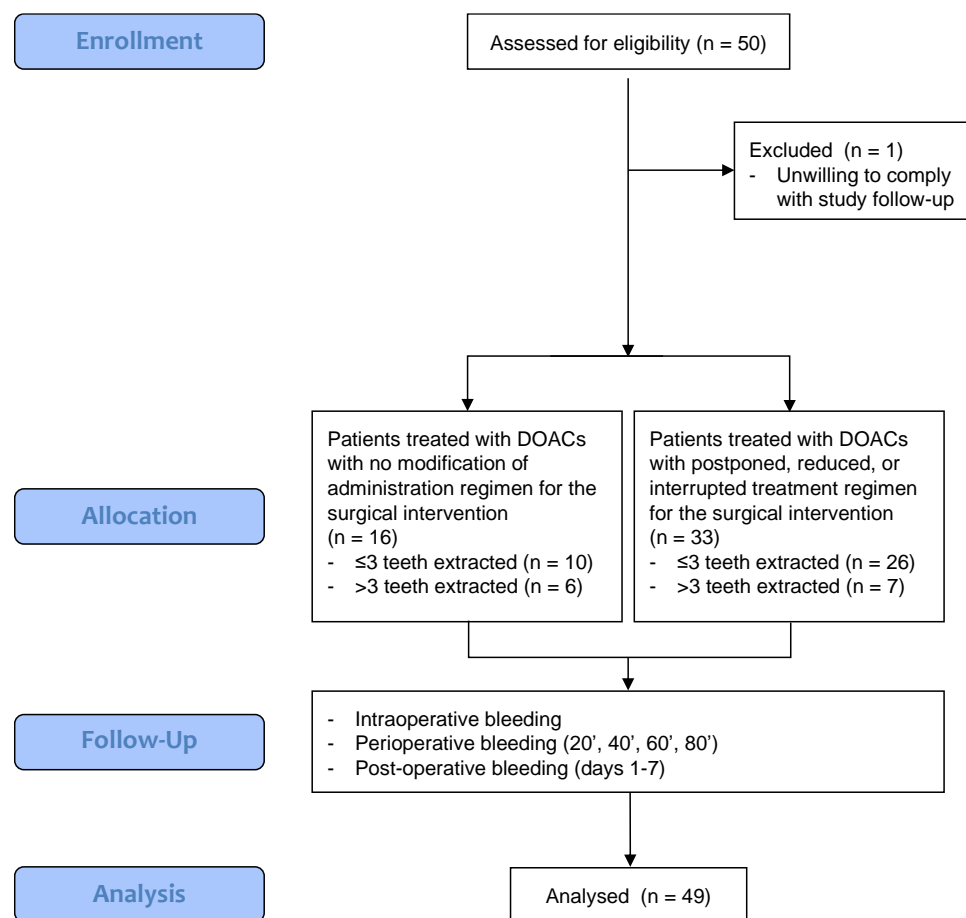 Enrollment
Assessed for eligibility (n = 50)
Excluded (n = 1)
- Unwilling to comply
with study follow-up
Allocation
Patients treated with DOACs
with no modification of
administration regimen for the
surgical intervention
(n = 16)
- ≤3 teeth extracted (n = 10)
- >3 teeth extracted (n = 6)
Patients treated with DOACs
with postponed, reduced, or
interrupted treatment regimen
for the surgical intervention
(n = 33)
- ≤3 teeth extracted (n = 26)
- >3 teeth extracted (n = 7)
Follow-Up
- Intraoperative bleeding
- Perioperative bleeding (20’, 40’, 60’, 80’)
- Post-operative bleeding (days 1-7)
Analysis
Analysed (n = 49)